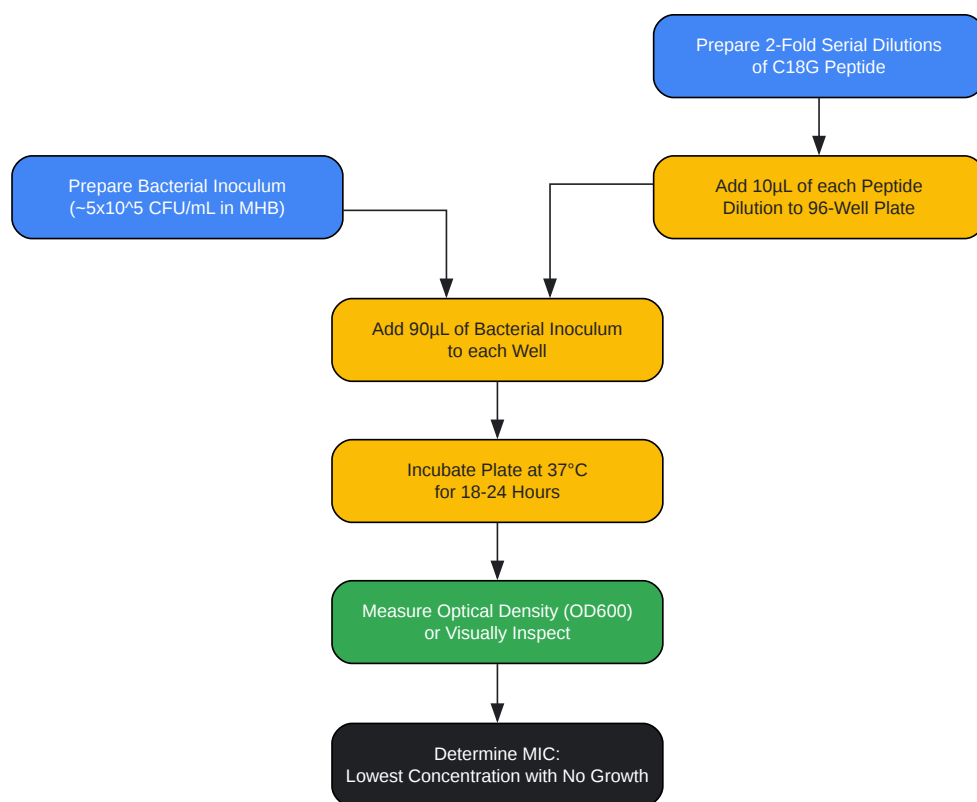 Prepare 2-Fold Serial Dilutions
of C18G Peptide
Prepare Bacterial Inoculum
(~5x10^5 CFU/mL in MHB)
Add 10µL of each Peptide
Dilution to 96-Well Plate
Add 90µL of Bacterial Inoculum
to each Well
Incubate Plate at 37°C
for 18-24 Hours
Measure Optical Density (OD600)
or Visually Inspect
Determine MIC:
Lowest Concentration with No Growth